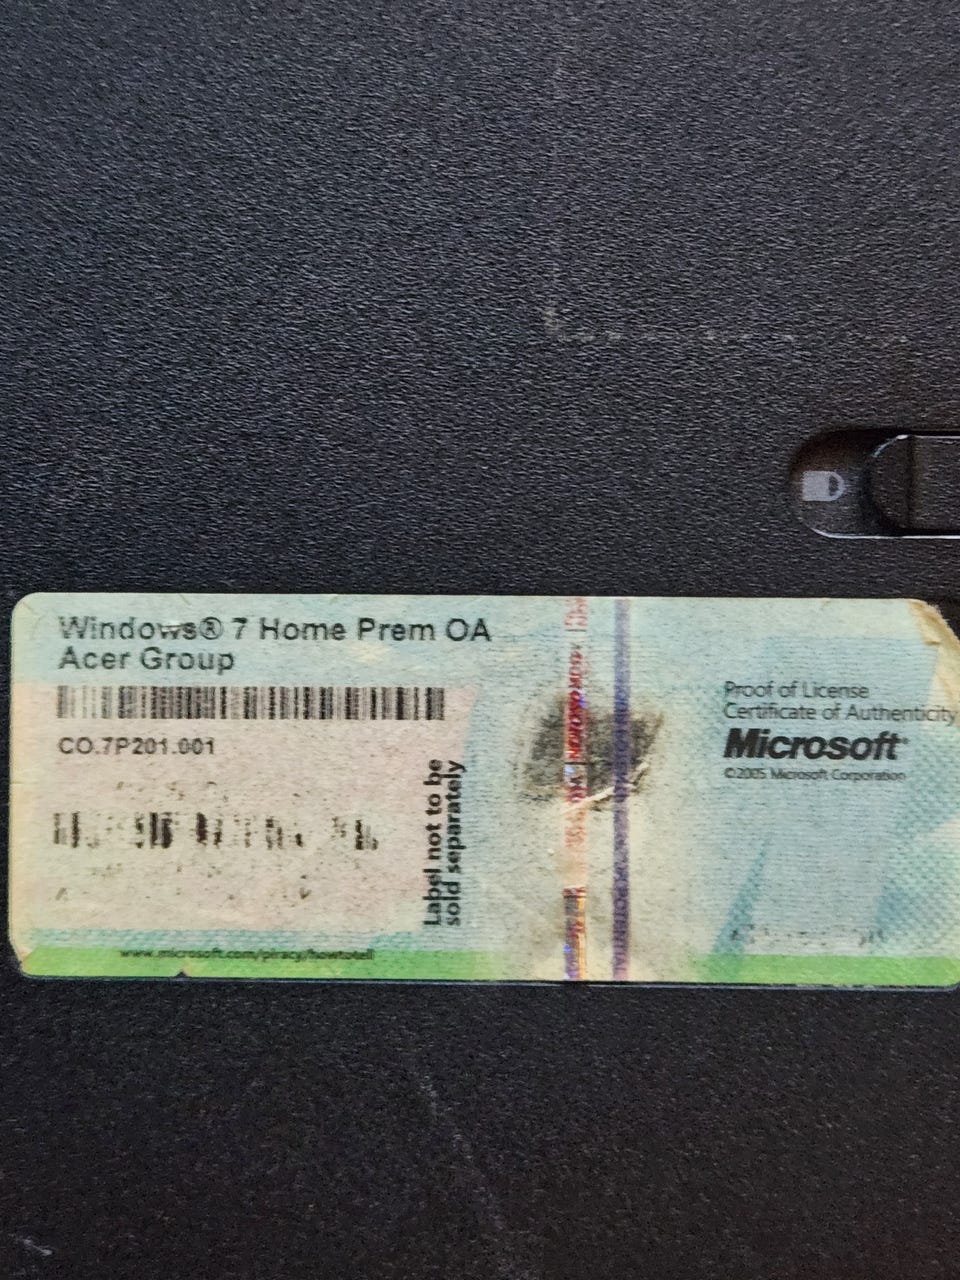 Windows® 7 Home Prem OA
Acer Group
CO.7P201.001
Label not to be
sold separately
www.microsoft.com/piracy/howtotell
Proof of License
Certificate of Authenticity
Microsoft®
©2005 Microsoft Corporation